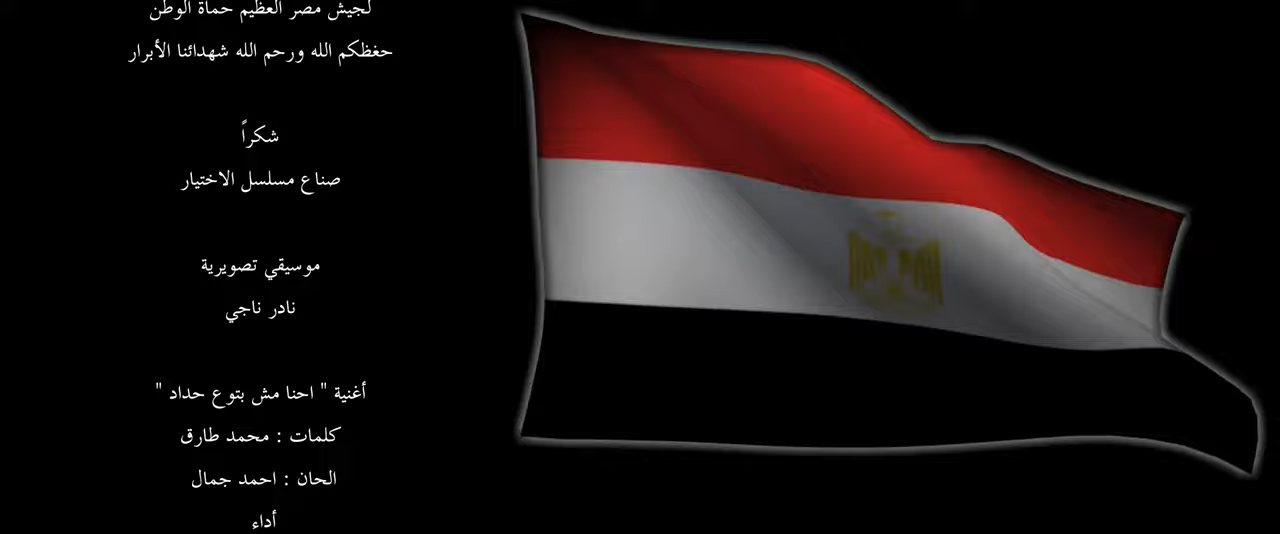 لجيش مصر العظيم حماة الوطن
حغظكم الله ورحم الله شهدائنا الأبرار
شكراً
صناع مسلسل الاختيار
موسيقي تصويرية
نادر ناجي
أغنية " احنا مش بتوع حداد "
كلمات : محمد طارق
الحان : احمد جمال
أداء